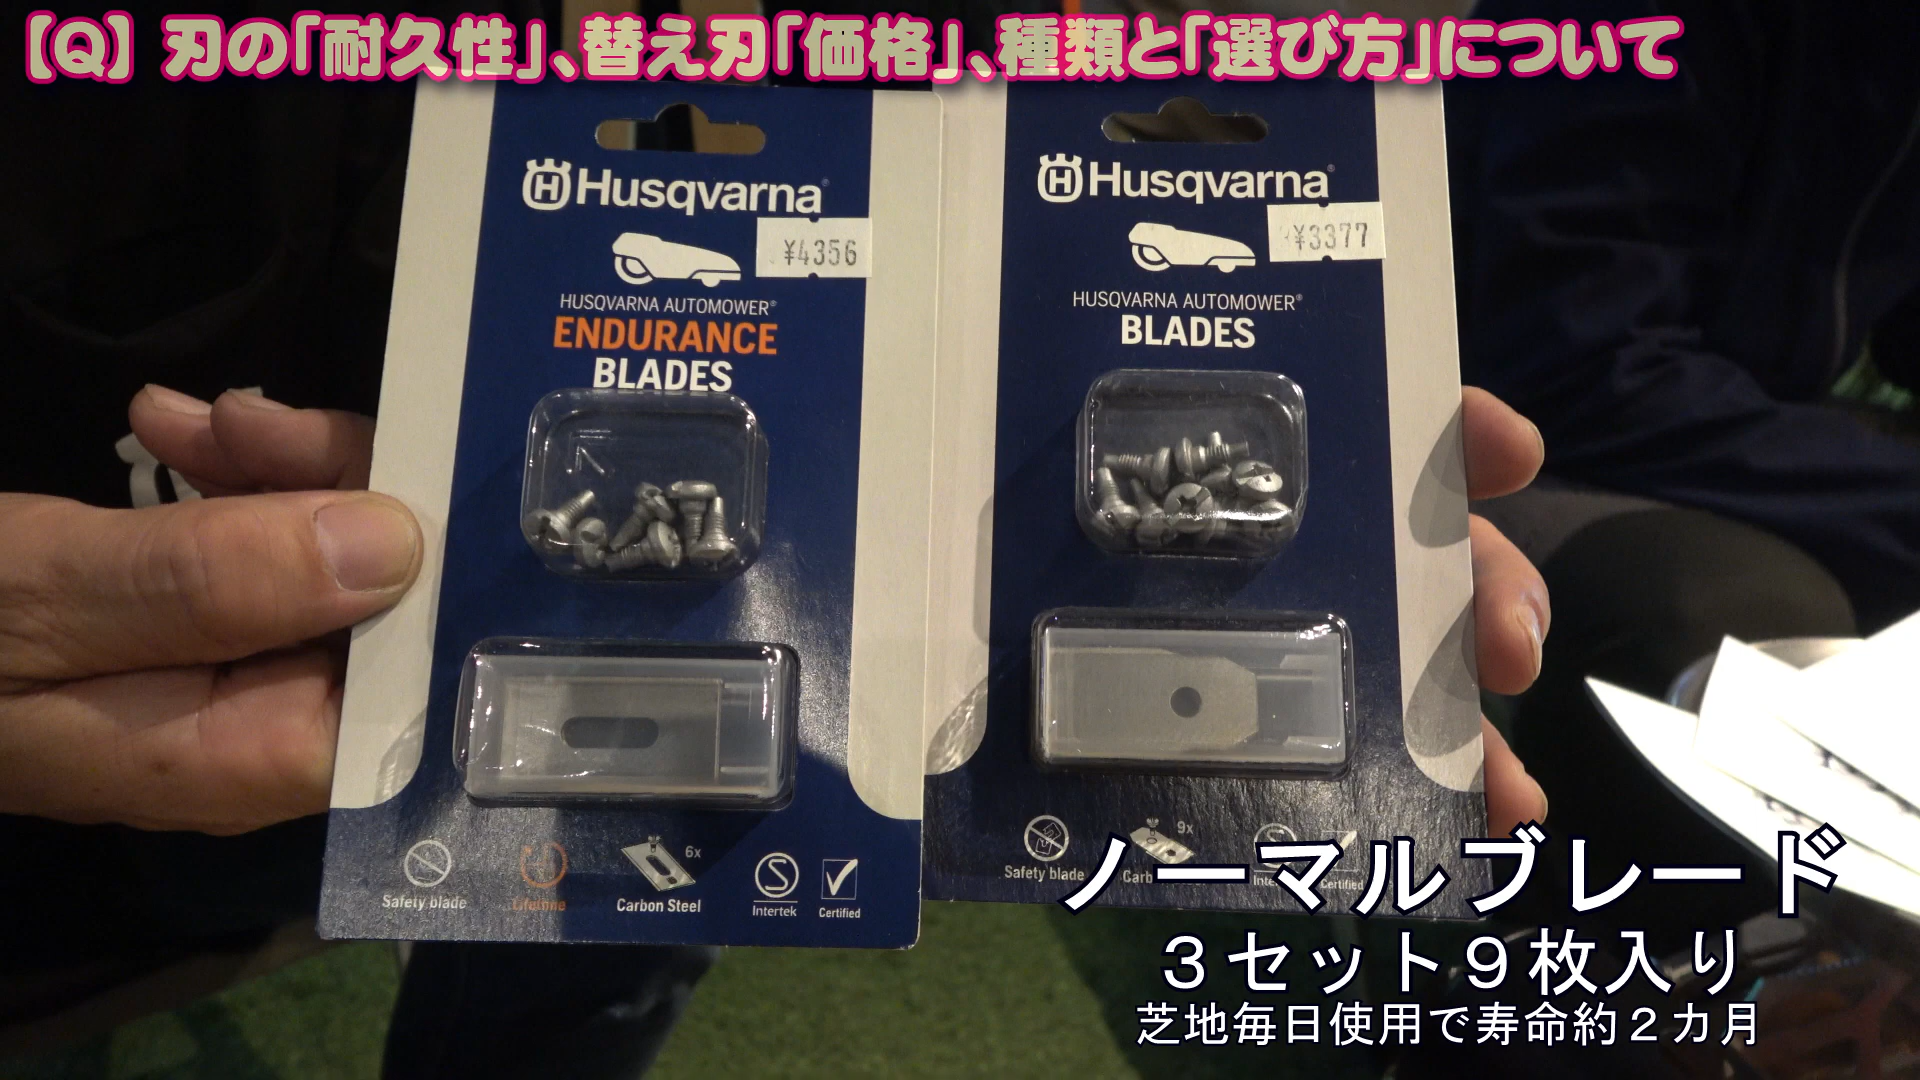 【Q】刃の「耐久性」、替え刃「価格」、種類と「選び方」について
Husqvarna
¥4356
HUSQVARNA AUTOMOWER®
ENDURANCE
BLADES
6x
Safety blade
Lifetime
Carbon Steel
Intertek
Certified
Husqvarna
¥3377
HUSQVARNA AUTOMOWER®
BLADES
9x
Safety blade
Certified
ノーマルブレード
３セット９枚入り
芝地毎日使用で寿命約２カ月